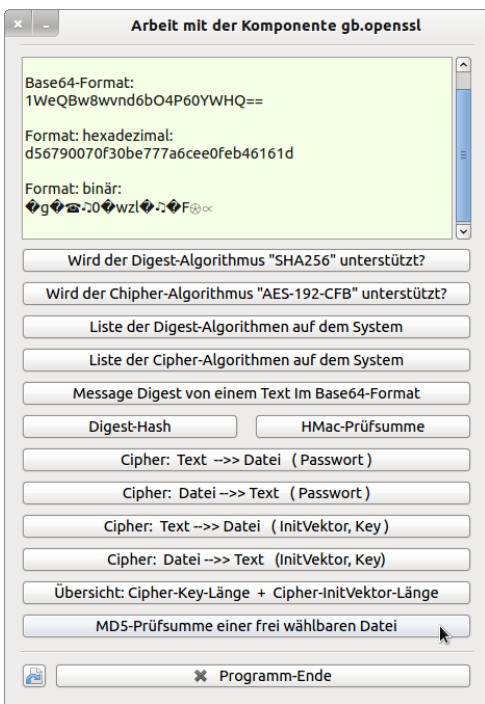 Arbeit mit der Komponente gb.openssl
Base64-Format:
1WeQBw8wvnd6bO4P60YWHQ==
Format: hexadezimal:
d56790070f30be777a6cee0feb46161d
Format: binär:
�g�☎♫0�wzl�♫�F
Wird der Digest-Algorithmus "SHA256" unterstützt?
Wird der Chipher-Algorithmus "AES-192-CFB" unterstützt?
Liste der Digest-Algorithmen auf dem System
Liste der Cipher-Algorithmen auf dem System
Message Digest von einem Text Im Base64-Format
Digest-Hash
HMac-Prüfsumme
Cipher: Text -->> Datei ( Passwort )
Cipher: Datei -->> Text ( Passwort )
Cipher: Text -->> Datei ( InitVektor, Key )
Cipher: Datei -->> Text (InitVektor, Key)
Übersicht: Cipher-Key-Länge + Cipher-InitVektor-Länge
MD5-Prüfsumme einer frei wählbaren Datei
Programm-Ende